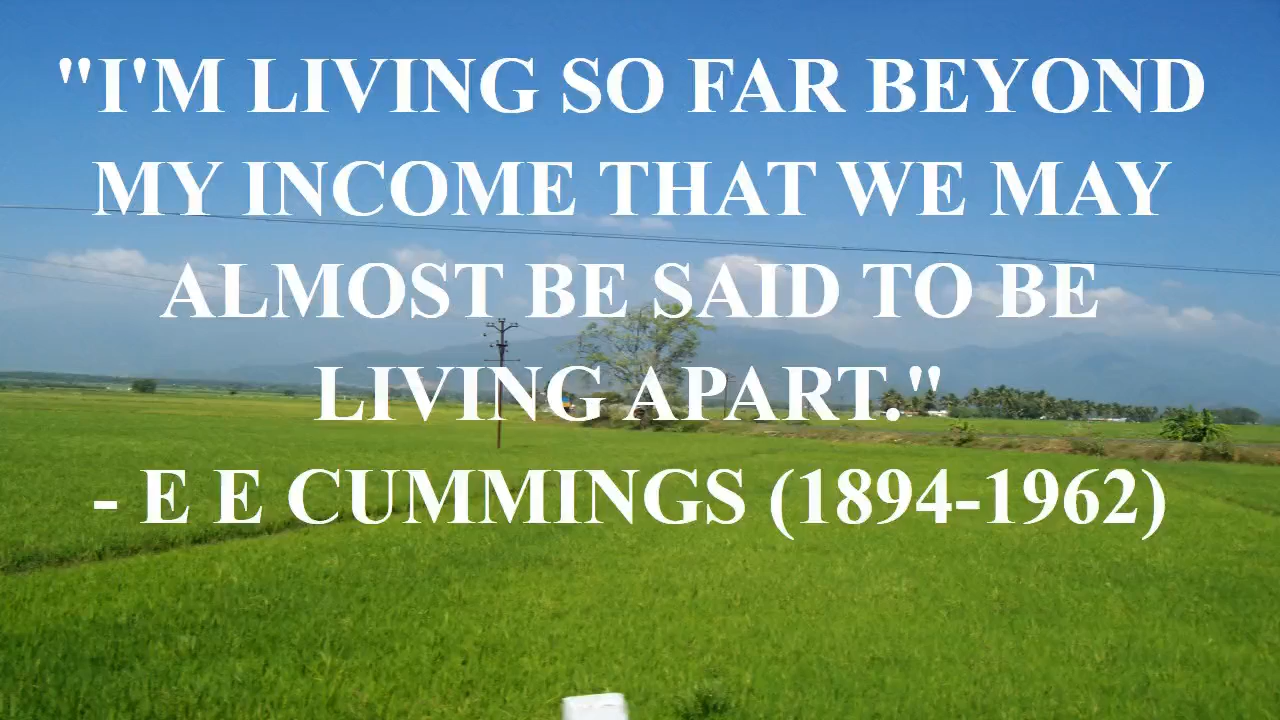 "I'M LIVING SO FAR BEYOND
MY INCOME THAT WE MAY
ALMOST BE SAID TO BE
LIVING APART."
- E E CUMMINGS (1894-1962)